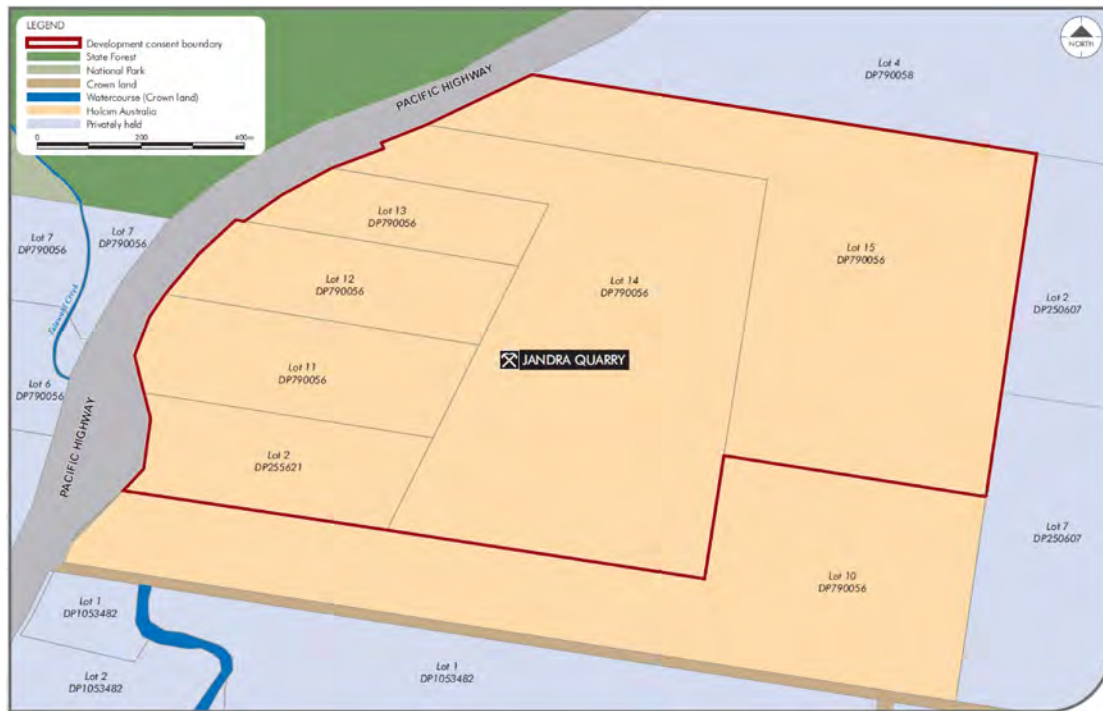 LEGEND
Development consent boundary
State Forest
National Park
Crown land
Watercourse (Crown land)
Holcim Australia
Privately held
0 200 400m
NORTH
PACIFIC HIGHWAY
Lot 4
DP790058
Lot 13
DP790056
Lot 7
DP790056
Lot 7
DP790056
Lot 15
DP790056
Lot 12
DP790056
Lot 14
DP790056
Lot 2
DP250607
JANDRA QUARRY
Lot 11
DP790056
Lot 6
DP790056
PACIFIC HIGHWAY
Lot 2
DP255621
Lot 7
DP250607
Lot 10
DP790056
Lot 1
DP1053482
Lot 2
DP1053482
Lot 1
DP1053482